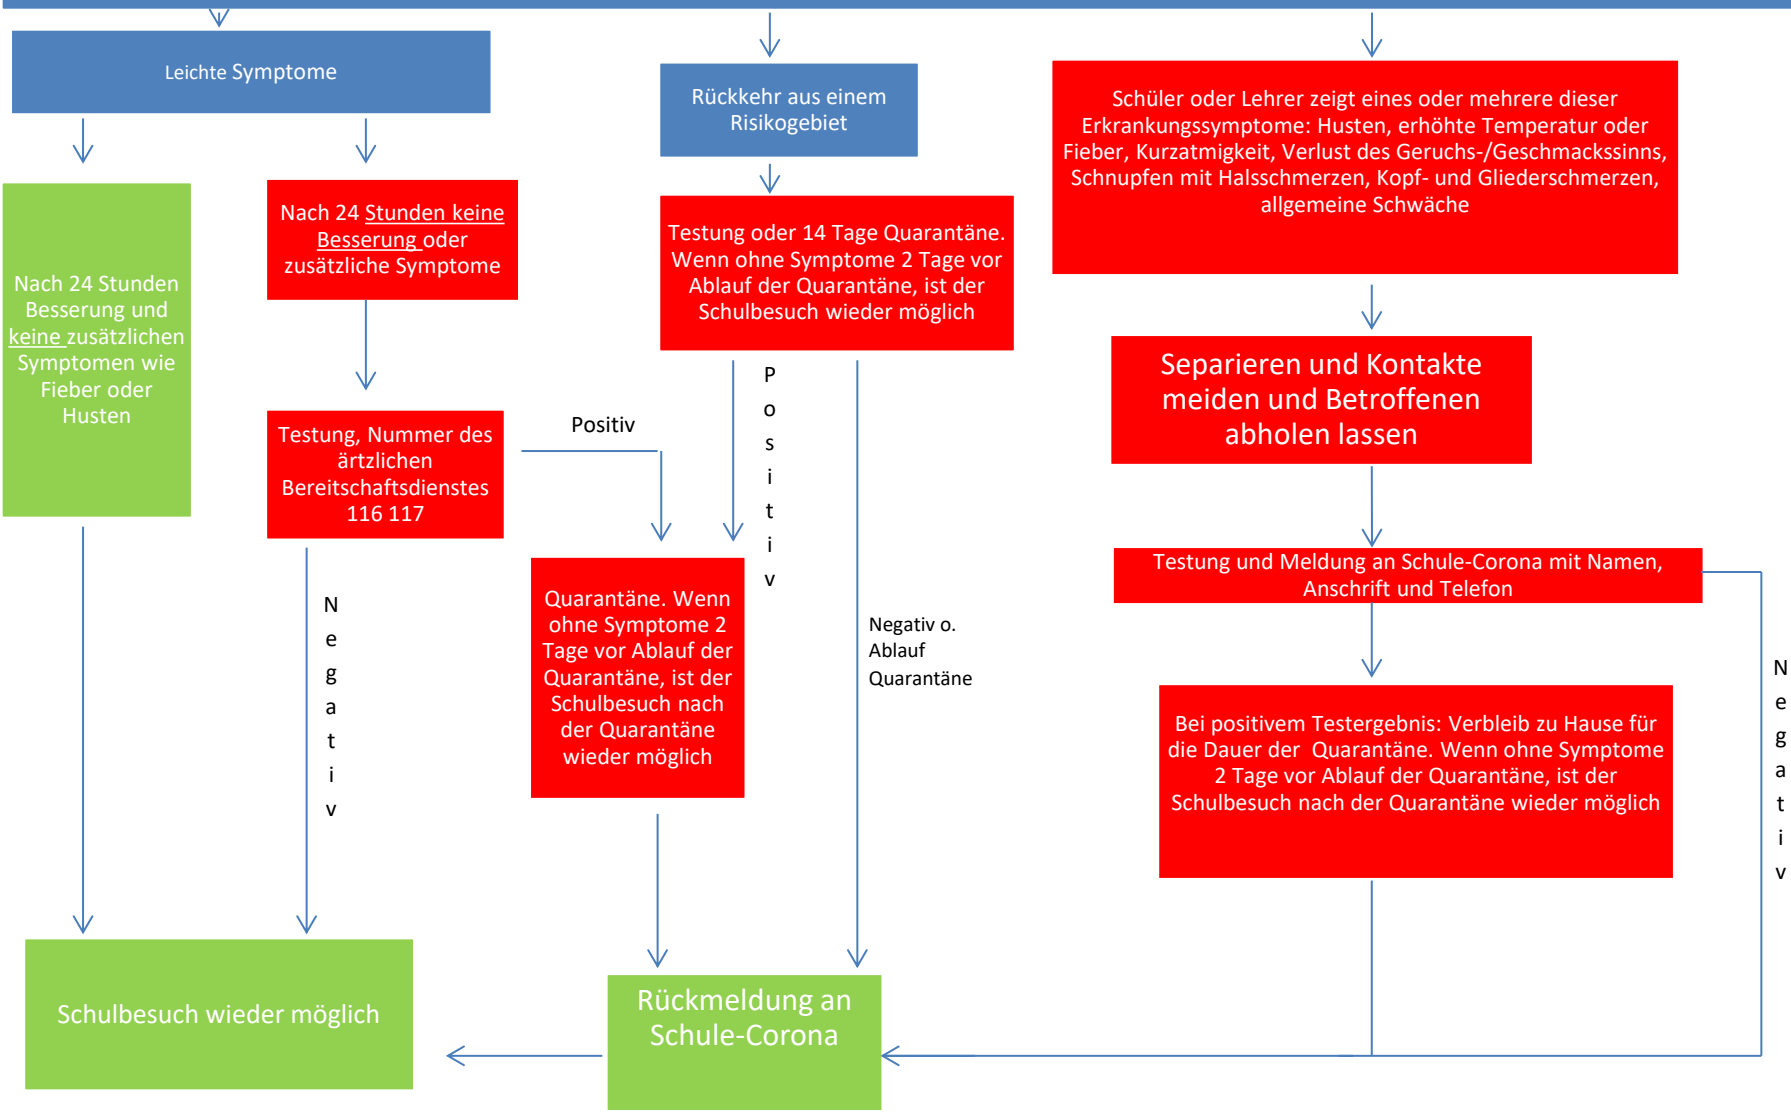 Leichte Symptome
Rückkehr aus einem
Risikogebiet
Schüler oder Lehrer zeigt eines oder mehrere dieser
Erkrankungssymptome: Husten, erhöhte Temperatur oder
Fieber, Kurzatmigkeit, Verlust des Geruchs-/Geschmackssinns,
Schnupfen mit Halsschmerzen, Kopf- und Gliederschmerzen,
allgemeine Schwäche
Nach 24 Stunden
Besserung und
keine zusätzlichen
Symptomen wie
Fieber oder
Husten
Nach 24 Stunden keine
Besserung oder
zusätzliche Symptome
Testung oder 14 Tage Quarantäne.
Wenn ohne Symptome 2 Tage vor
Ablauf der Quarantäne, ist der
Schulbesuch wieder möglich
Separieren und Kontakte
meiden und Betroffenen
abholen lassen
Testung, Nummer des
ärtzlichen
Bereitschaftsdienstes
116 117
Positiv
P
o
s
i
t
i
v
Testung und Meldung an Schule-Corona mit Namen,
Anschrift und Telefon
N
e
g
a
t
i
v
Quarantäne. Wenn
ohne Symptome 2
Tage vor Ablauf der
Quarantäne, ist der
Schulbesuch nach
der Quarantäne
wieder möglich
Negativ o.
Ablauf
Quarantäne
Bei positivem Testergebnis: Verbleib zu Hause für
die Dauer der  Quarantäne. Wenn ohne Symptome
2 Tage vor Ablauf der Quarantäne, ist der
Schulbesuch nach der Quarantäne wieder möglich
N
e
g
a
t
i
v
Schulbesuch wieder möglich
Rückmeldung an
Schule-Corona